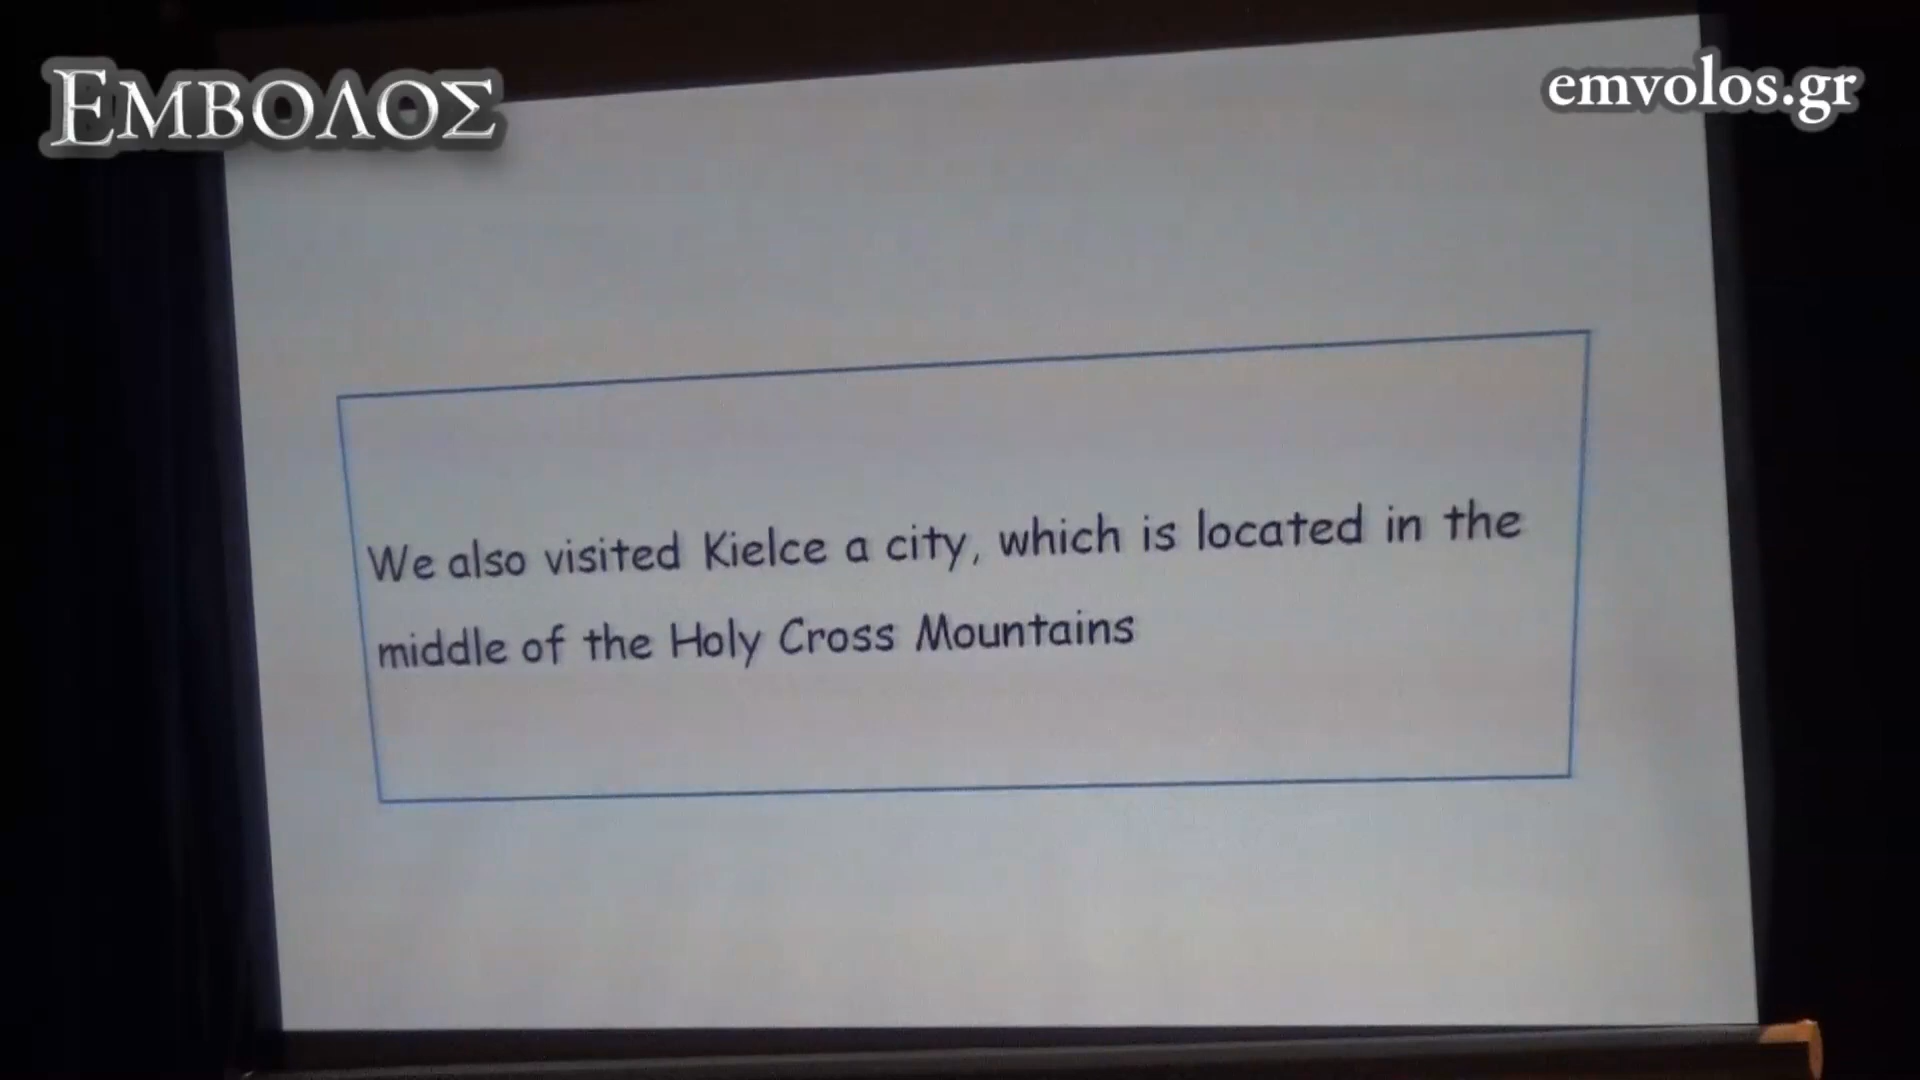 ΕΜΒΟΛΟΣ
emvolos.gr
We also visited Kielce a city, which is located in the
middle of the Holy Cross Mountains